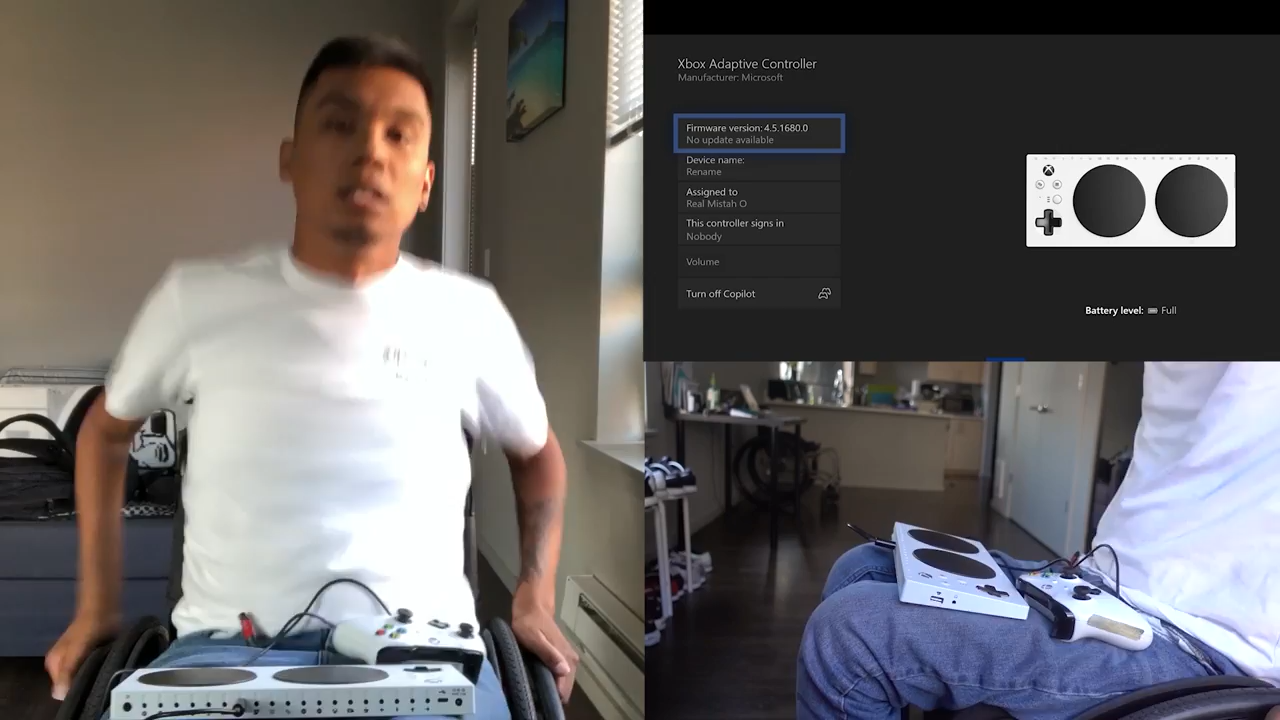 Xbox Adaptive Controller
Manufacturer: Microsoft
Firmware version: 4.5.1680.0
No update available
Device name:
Rename
Assigned to
Real Mistah O
This controller signs in
Nobody
Volume
Turn off Copilot
Battery level: Full